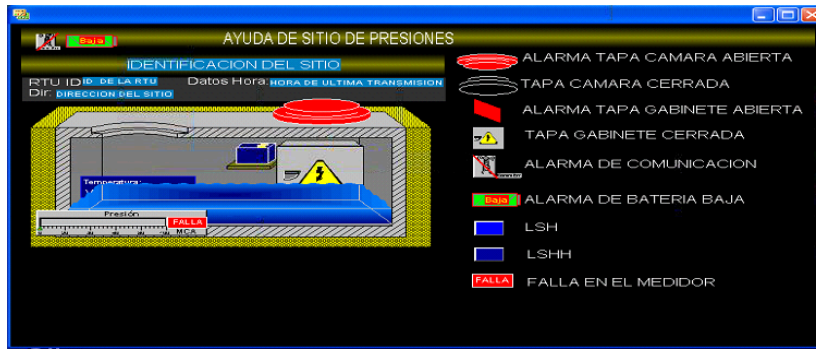 Baja
AYUDA DE SITIO DE PRESIONES
IDENTIFICACION DEL SITIO
RTU ID ID DE LA RTU Datos Hora: HORA DE ULTIMA TRANSMISION
Dir: DIRECCION DEL SITIO
Temperatura:
Presión
FALLA
MCA
ALARMA TAPA CAMARA ABIERTA
TAPA CAMARA CERRADA
ALARMA TAPA GABINETE ABIERTA
TAPA GABINETE CERRADA
ALARMA DE COMUNICACION
Baja ALARMA DE BATERIA BAJA
LSH
LSHH
FALLA FALLA EN EL MEDIDOR